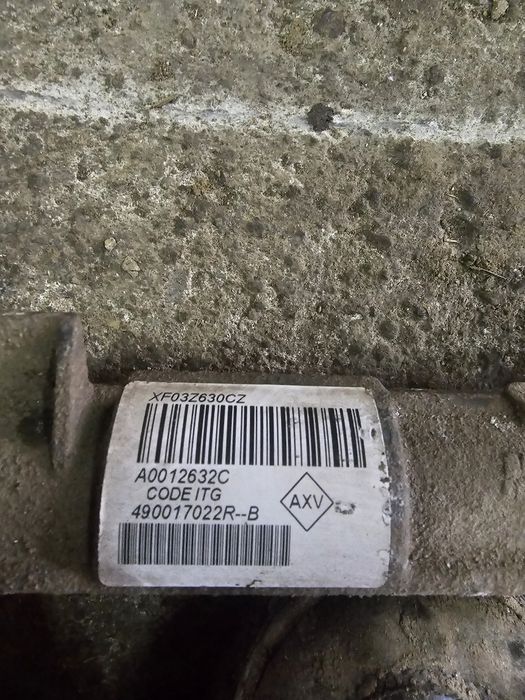 XF03Z630CZ
A0012632C
CODE ITG
AXV
490017022R--B